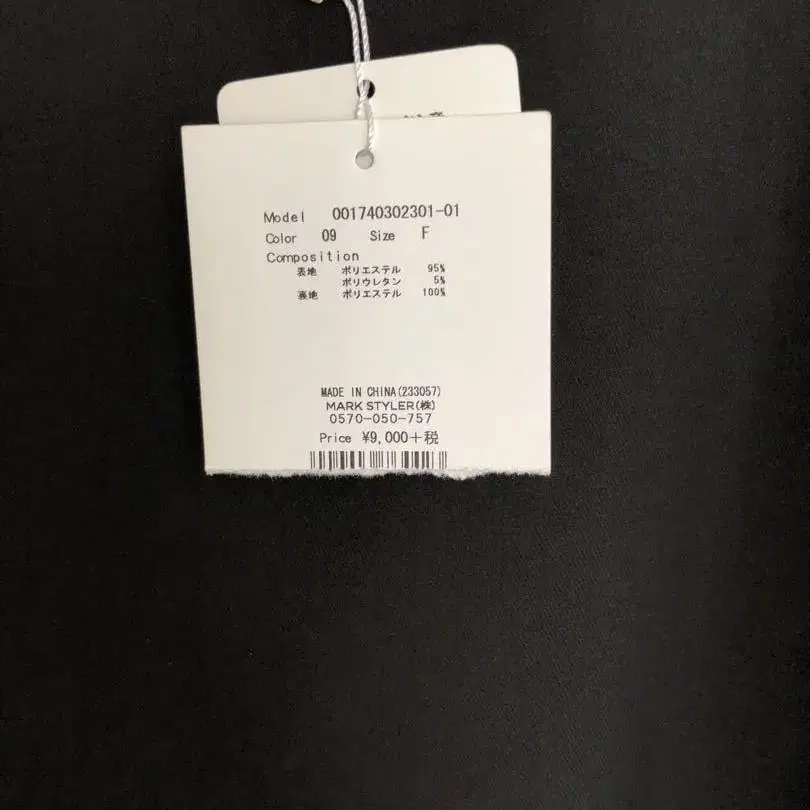 Model 001740302301-01
Color 09 Size F
Composition
表地 ポリエステル 95%
ポリウレタン 5%
裏地 ポリエステル 100%
MADE IN CHINA(233057)
MARK STYLER(株)
0570-050-757
Price ¥9,000+税